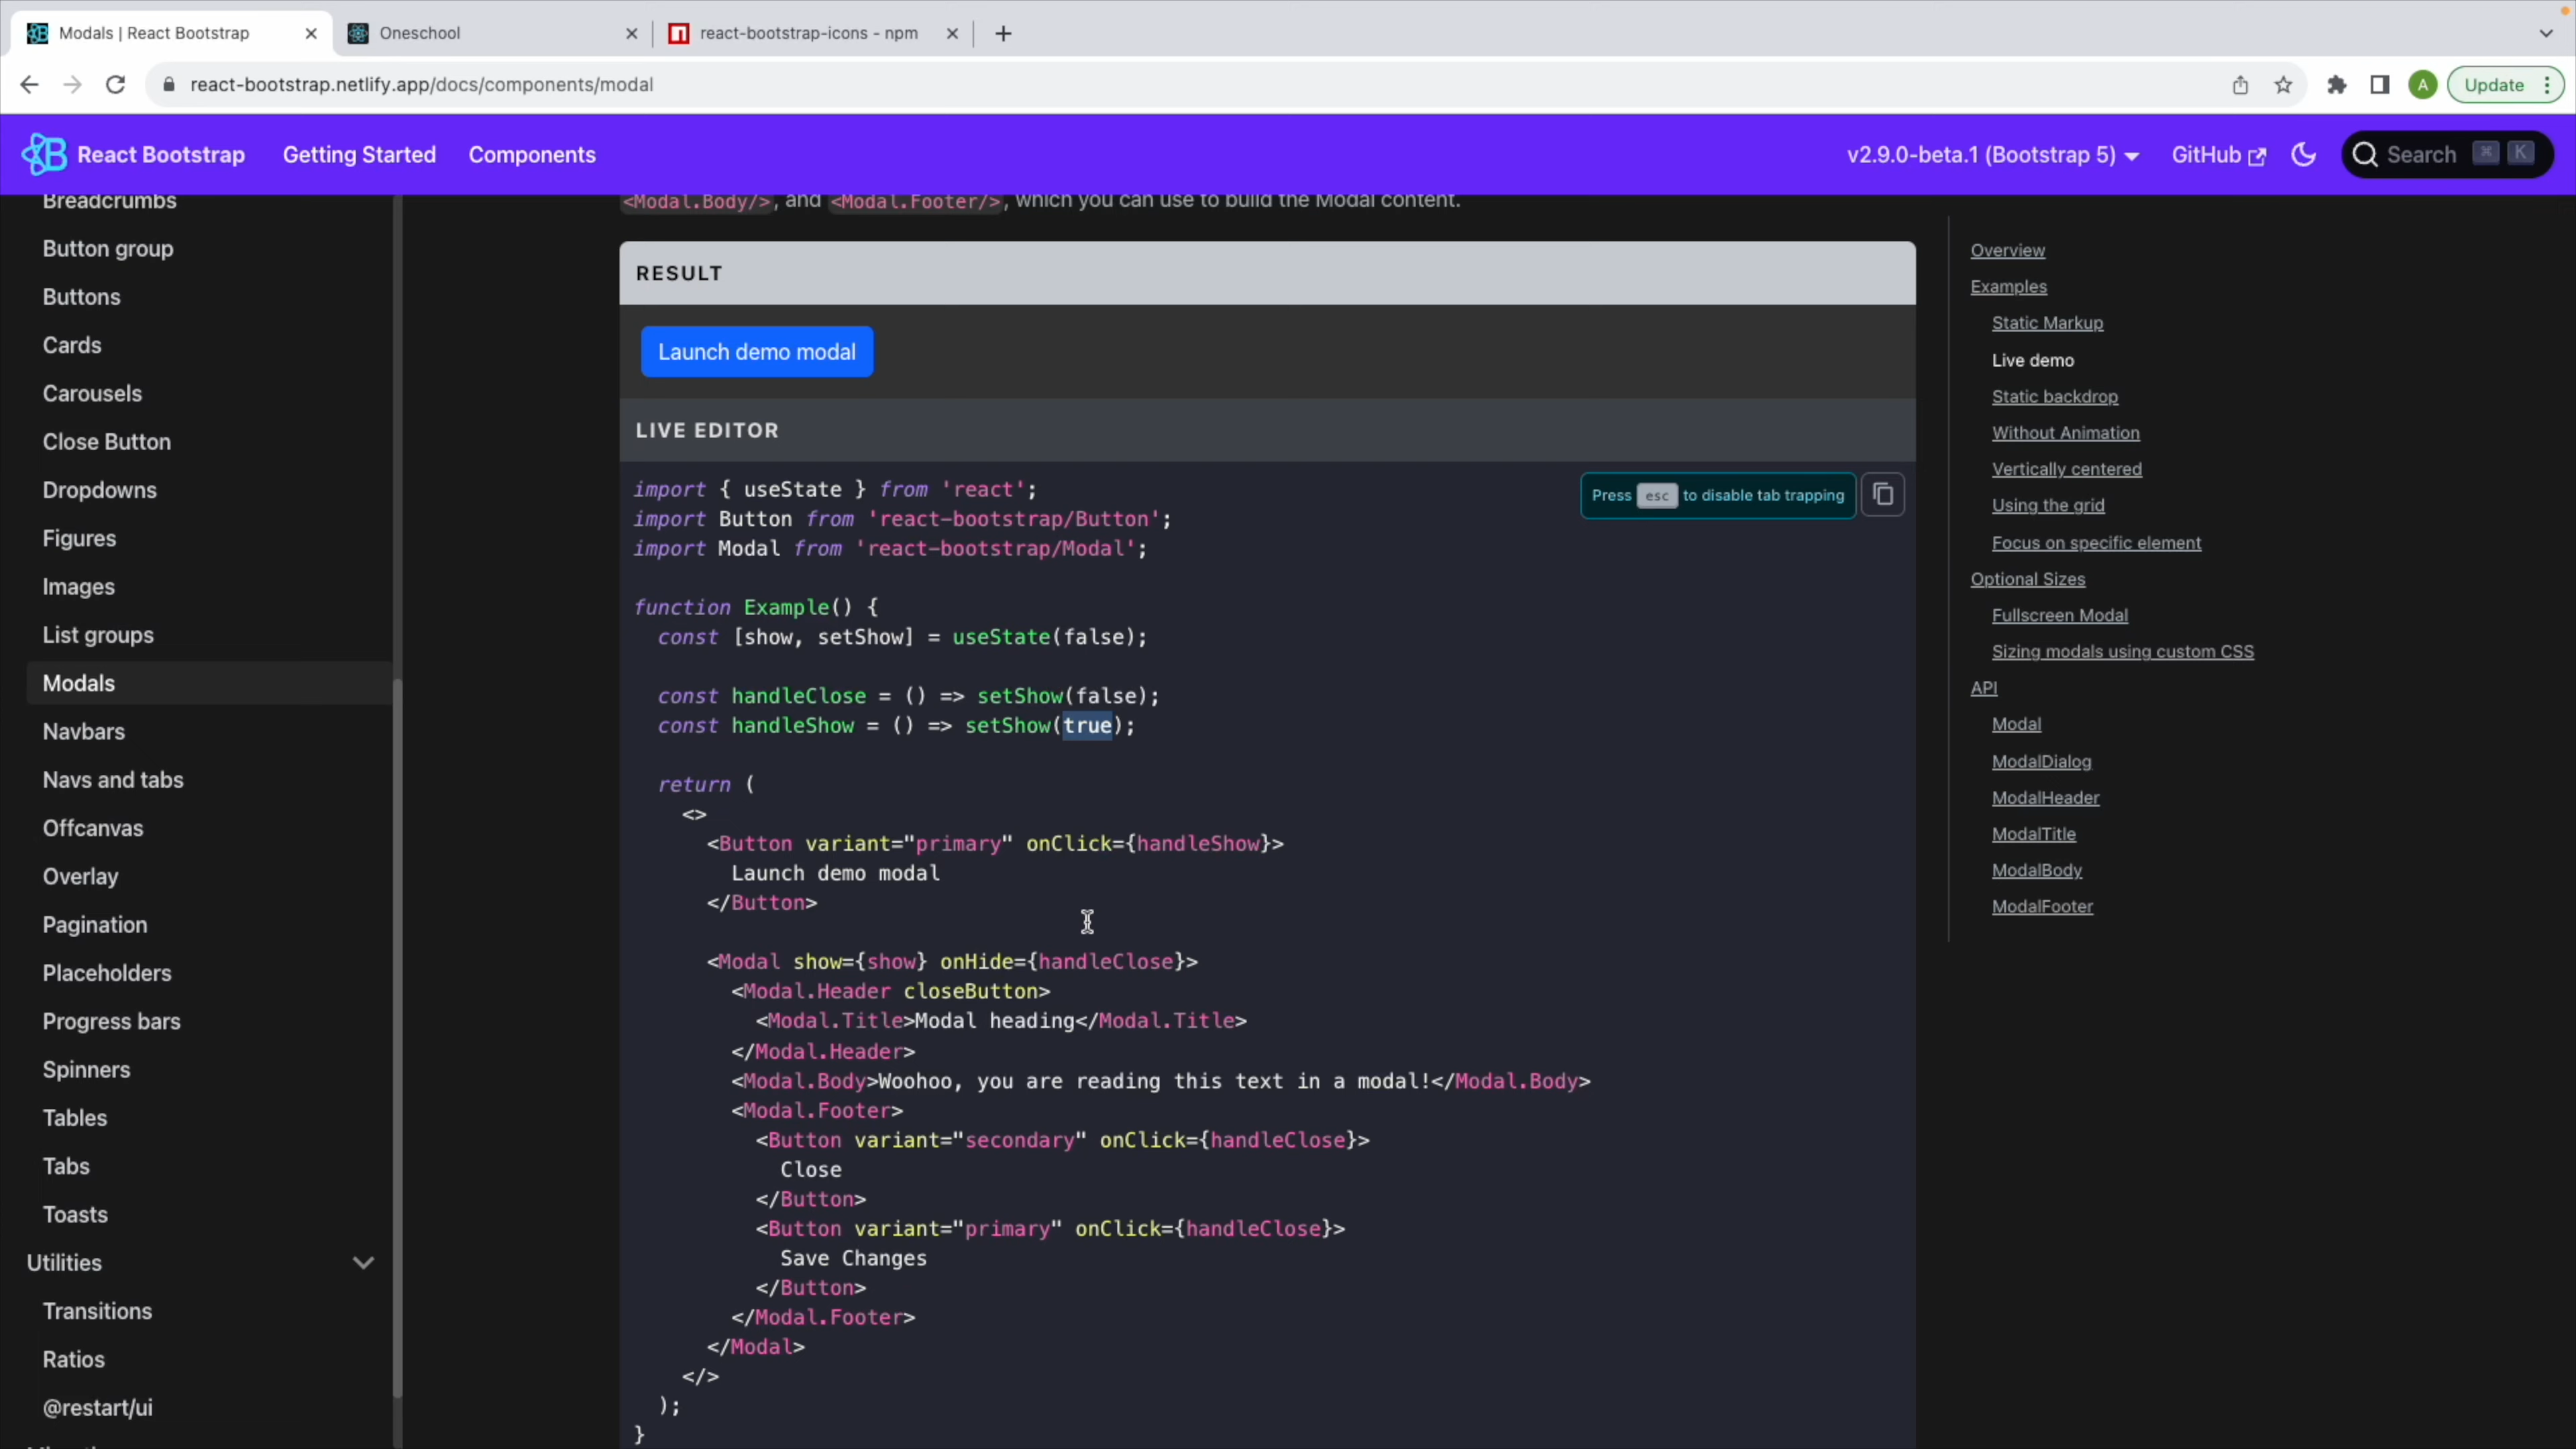 Modals | React Bootstrap
Oneschool
react-bootstrap-icons - npm
react-bootstrap.netlify.app/docs/components/modal
A
Update
React Bootstrap
Getting Started
Components
v2.9.0-beta.1 (Bootstrap 5)
GitHub
Search ⌘ K
Breadcrumbs
Button group
Buttons
Cards
Carousels
Close Button
Dropdowns
Figures
Images
List groups
Modals
Navbars
Navs and tabs
Offcanvas
Overlay
Pagination
Placeholders
Progress bars
Spinners
Tables
Tabs
Toasts
Utilities
Transitions
Ratios
@restart/ui
<Modal.Body/>, and <Modal.Footer/>, which you can use to build the Modal content.
RESULT
Launch demo modal
LIVE EDITOR
Press esc to disable tab trapping
import { useState } from 'react';
import Button from 'react-bootstrap/Button';
import Modal from 'react-bootstrap/Modal';
function Example() {
const [show, setShow] = useState(false);
const handleClose = () => setShow(false);
const handleShow = () => setShow(true);
return (
<>
<Button variant="primary" onClick={handleShow}>
Launch demo modal
</Button>
<Modal show={show} onHide={handleClose}>
<Modal.Header closeButton>
<Modal.Title>Modal heading</Modal.Title>
</Modal.Header>
<Modal.Body>Woohoo, you are reading this text in a modal!</Modal.Body>
<Modal.Footer>
<Button variant="secondary" onClick={handleClose}>
Close
</Button>
<Button variant="primary" onClick={handleClose}>
Save Changes
</Button>
</Modal.Footer>
</Modal>
</>
);
}
Overview
Examples
Static Markup
Live demo
Static backdrop
Without Animation
Vertically centered
Using the grid
Focus on specific element
Optional Sizes
Fullscreen Modal
Sizing modals using custom CSS
API
Modal
ModalDialog
ModalHeader
ModalTitle
ModalBody
ModalFooter